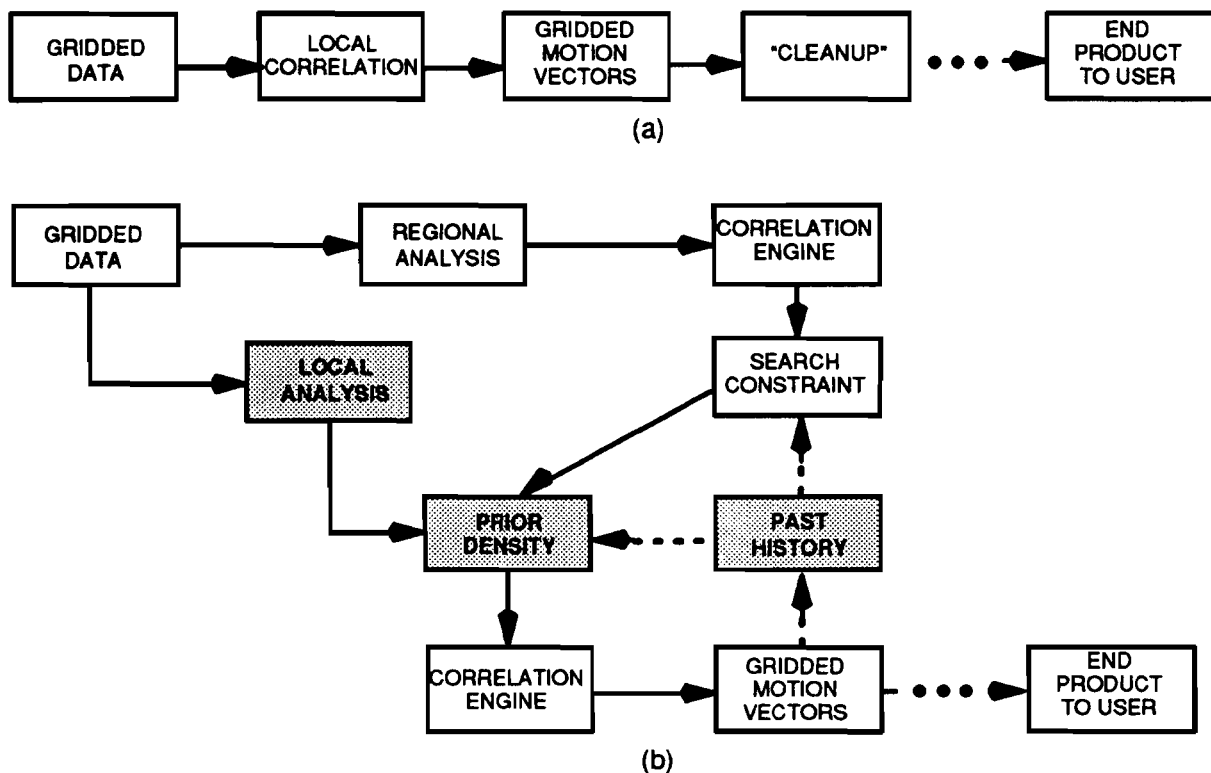 GRIDDED
DATA
LOCAL
CORRELATION
GRIDDED
MOTION
VECTORS
"CLEANUP"
END
PRODUCT
TO USER
(a)
GRIDDED
DATA
REGIONAL
ANALYSIS
CORRELATION
ENGINE
LOCAL
ANALYSIS
SEARCH
CONSTRAINT
PRIOR
DENSITY
PAST
HISTORY
CORRELATION
ENGINE
GRIDDED
MOTION
VECTORS
END
PRODUCT
TO USER
(b)